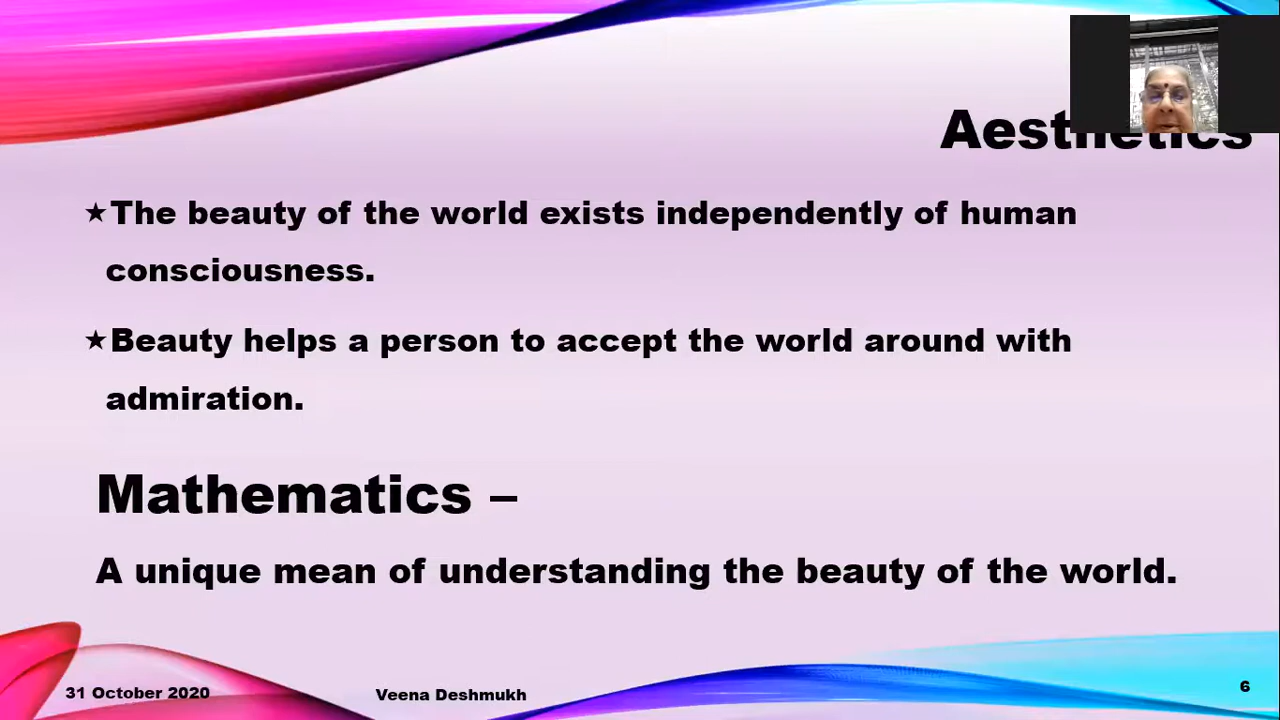 Aesthetics
★The beauty of the world exists independently of human
consciousness.
★Beauty helps a person to accept the world around with
admiration.
Mathematics –
A unique mean of understanding the beauty of the world.
31 October 2020
Veena Deshmukh
6